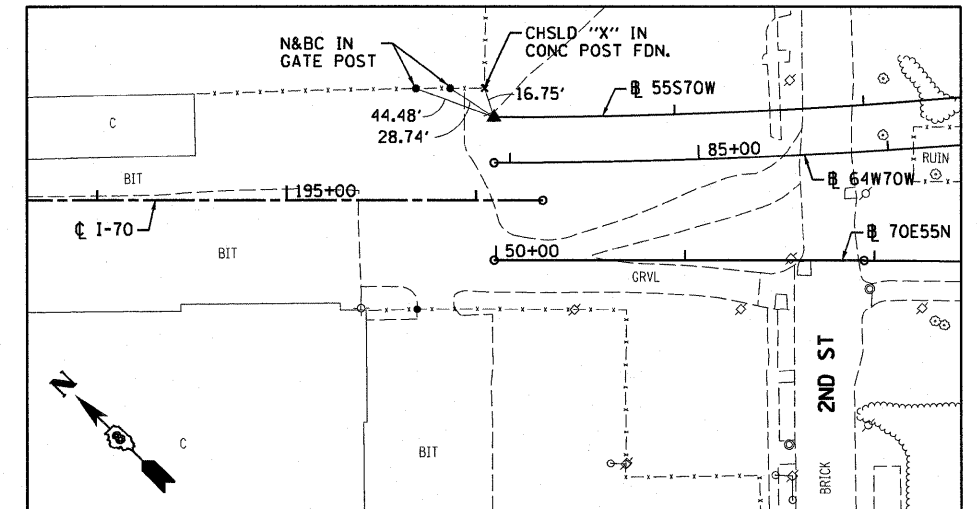 N&BC IN
GATE POST
CHSLD "X" IN
CONC POST FDN.
16.75'
44.48'
28.74'
℄ 55S70W
C
85+00
RUIN
BIT
195+00
℄ 64W70W
℄ I-70
70E55N
BIT
50+00
GRVL
2ND ST
N
C
BIT
BRICK